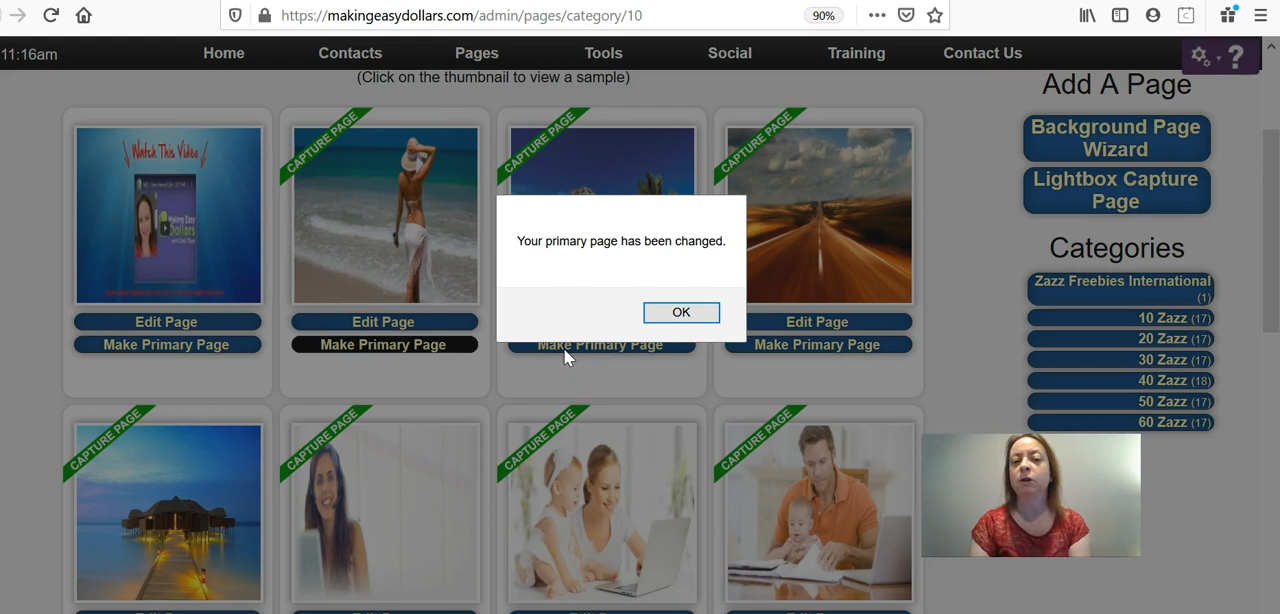 https://makingeasydollars.com/admin/pages/category/10
90%
11:16am
Home
Contacts
Pages
Tools
Social
Training
Contact Us
?
(Click on the thumbnail to view a sample)
Watch This Video
Making Easy
Dollars
CAPTURE PAGE
CAPTURE PAGE
CAPTURE PAGE
Your primary page has been changed.
OK
Edit Page
Make Primary Page
Edit Page
Make Primary Page
Make Primary Page
Edit Page
Make Primary Page
CAPTURE PAGE
CAPTURE PAGE
CAPTURE PAGE
CAPTURE PAGE
Add A Page
Background Page
Wizard
Lightbox Capture
Page
Categories
Zazz Freebies International
(1)
10 Zazz (17)
20 Zazz (17)
30 Zazz (17)
40 Zazz (18)
50 Zazz (17)
60 Zazz (17)